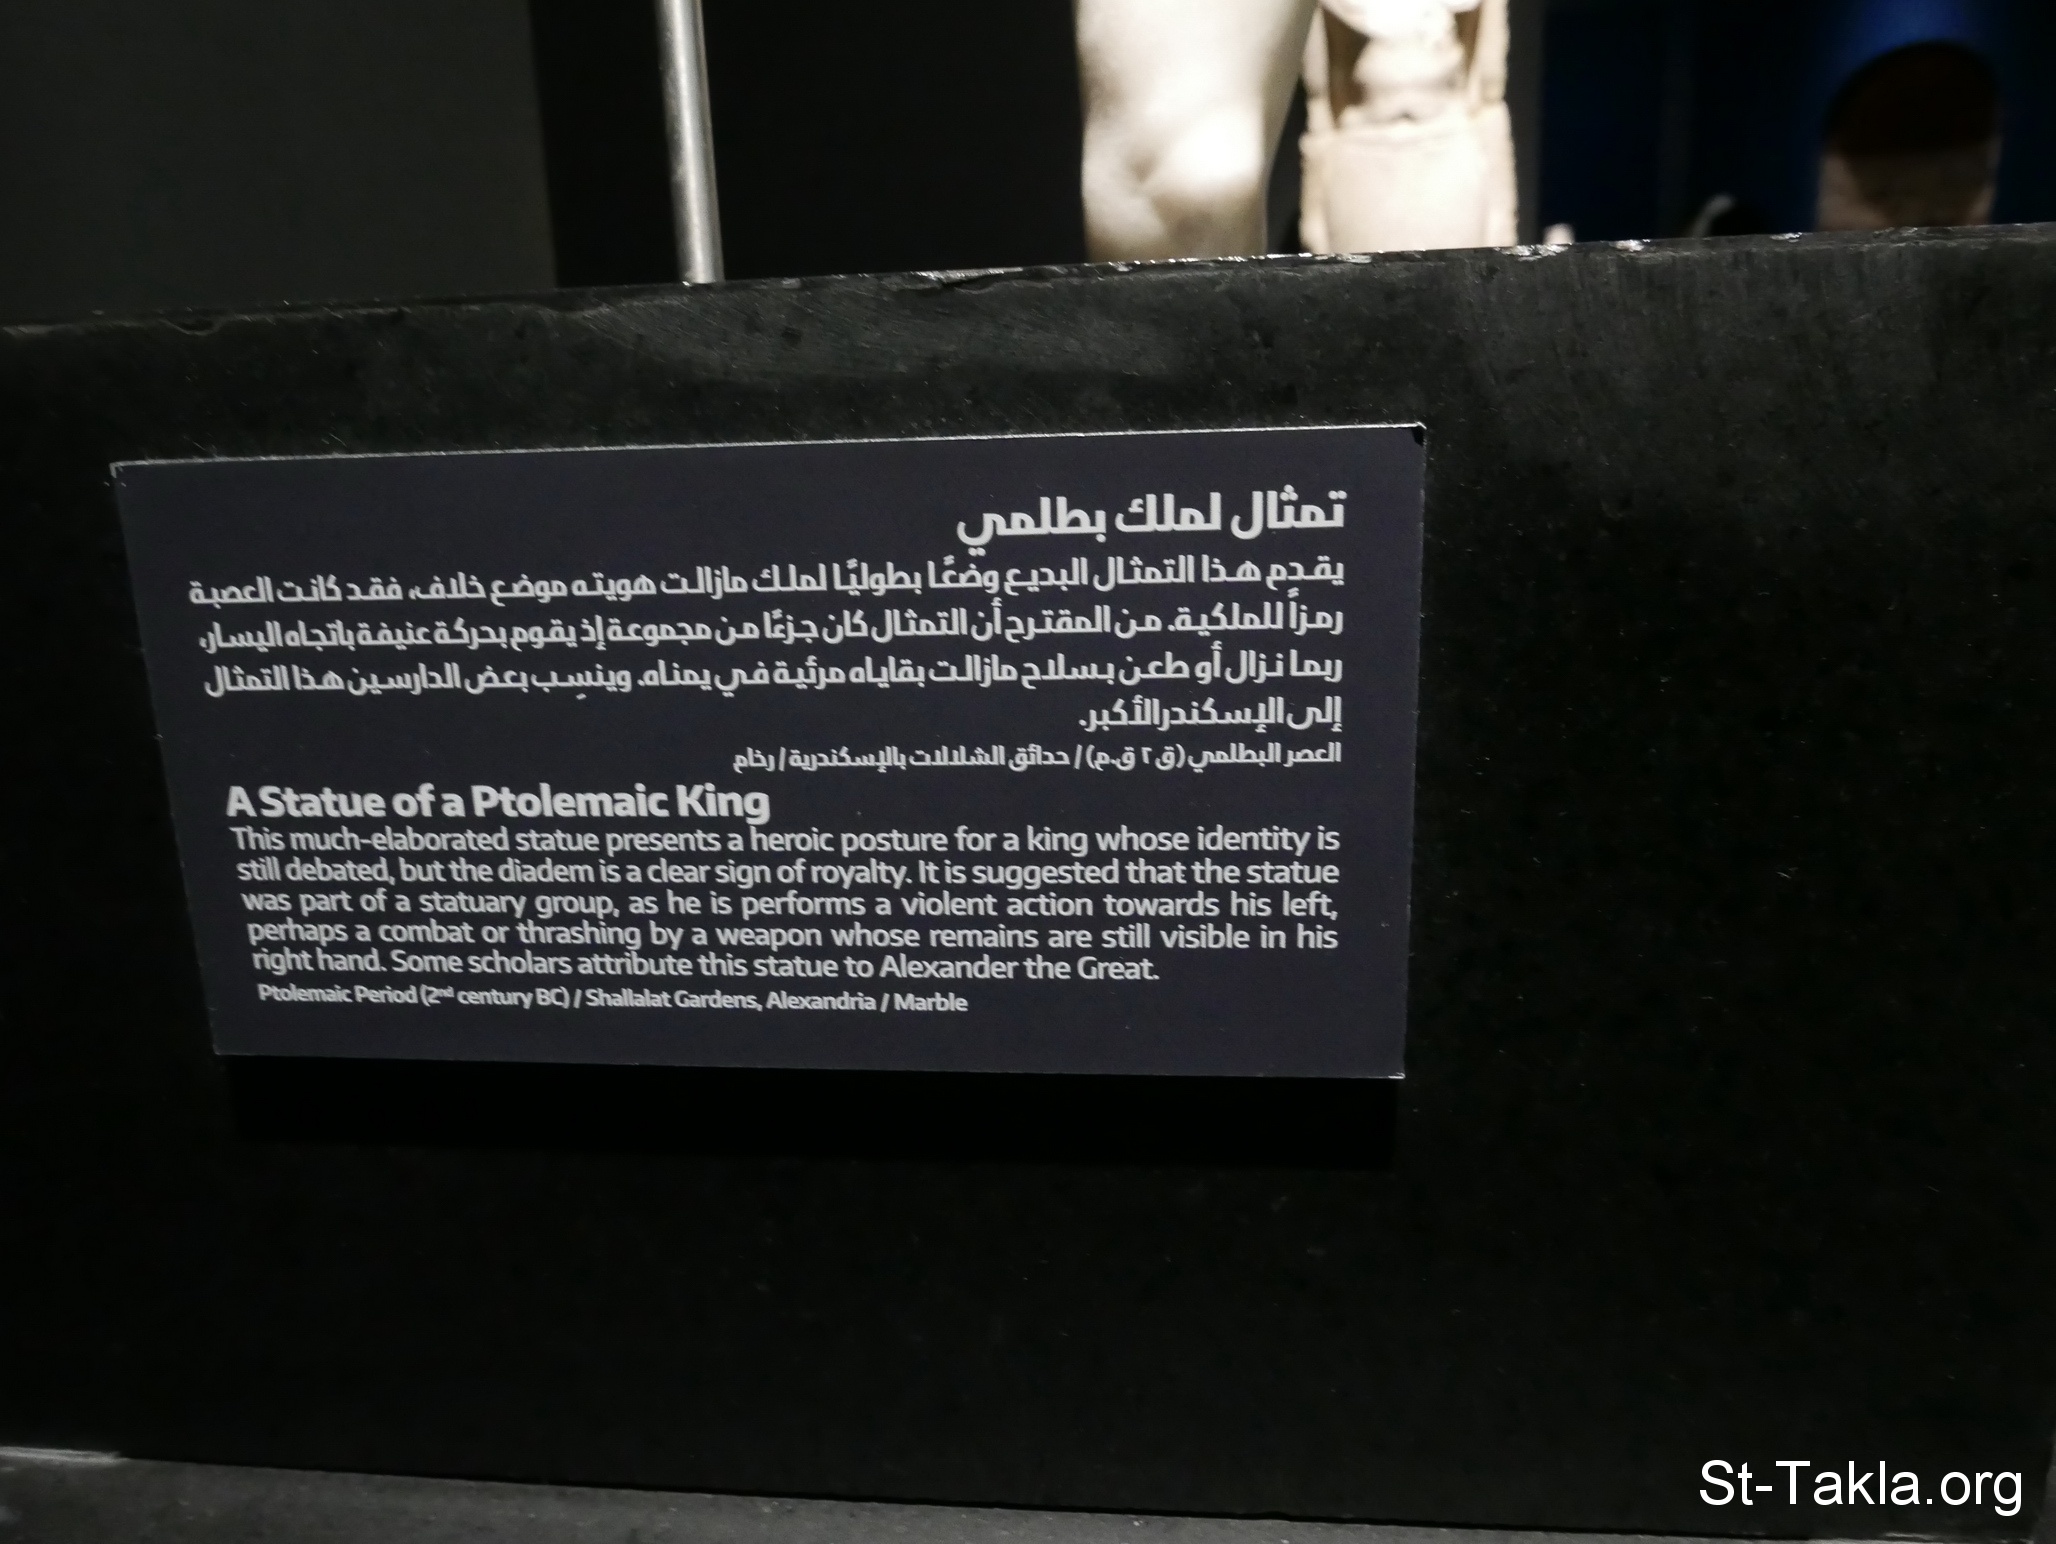 تمثال لملك بطلمي
يقدم هذا التمثال البديع وضعًا بطوليًا لملك مازالت هويته موضع خلاف، فقد كانت العصبة
رمزاً للملكية. من المقترح أن التمثال كان جزءًا من مجموعة إذ يقوم بحركة عنيفة باتجاه اليسار،
ربما نزال أو طعن بسلاح مازالت بقاياه مرئية في يمناه. وينسِب بعض الدارسين هذا التمثال
إلى الإسكندر الأكبر.
العصر البطلمي (ق ٢ ق.م) / حدائق الشلالات بالإسكندرية / رخام
A Statue of a Ptolemaic King
This much-elaborated statue presents a heroic posture for a king whose identity is
still debated, but the diadem is a clear sign of royalty. It is suggested that the statue
was part of a statuary group, as he is performs a violent action towards his left,
perhaps a combat or thrashing by a weapon whose remains are still visible in his
right hand. Some scholars attribute this statue to Alexander the Great.
Ptolemaic Period (2nd century BC) / Shallalat Gardens, Alexandria / Marble
St-Takla.org